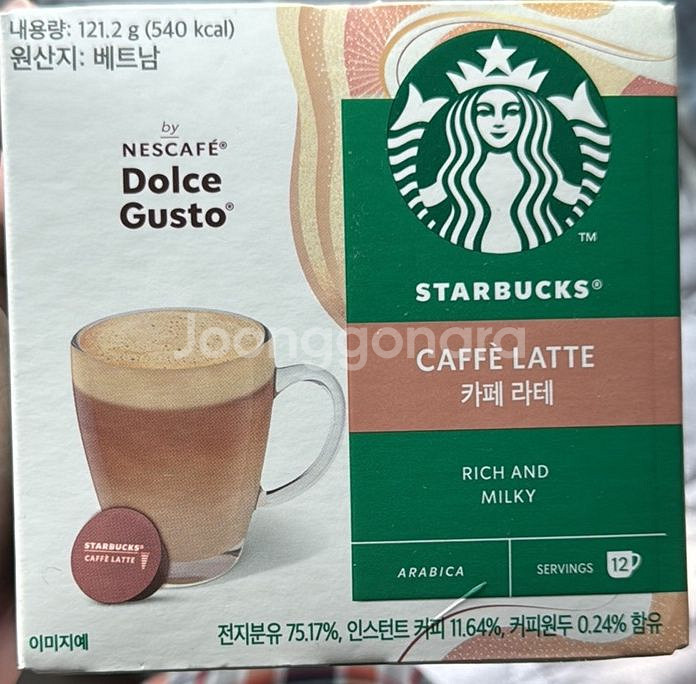 내용량: 121.2 g (540 kcal)
원산지: 베트남
by
NESCAFÉ®
Dolce
Gusto®
TM
STARBUCKS®
Joonggonara
CAFFÈ LATTE
카페 라떼
RICH AND
MILKY
STARBUCKS®
CAFFÈ LATTE
ARABICA
SERVINGS 12
이미지예
전지분유 75.17%, 인스턴트 커피 11.64%, 커피원두 0.24% 함유